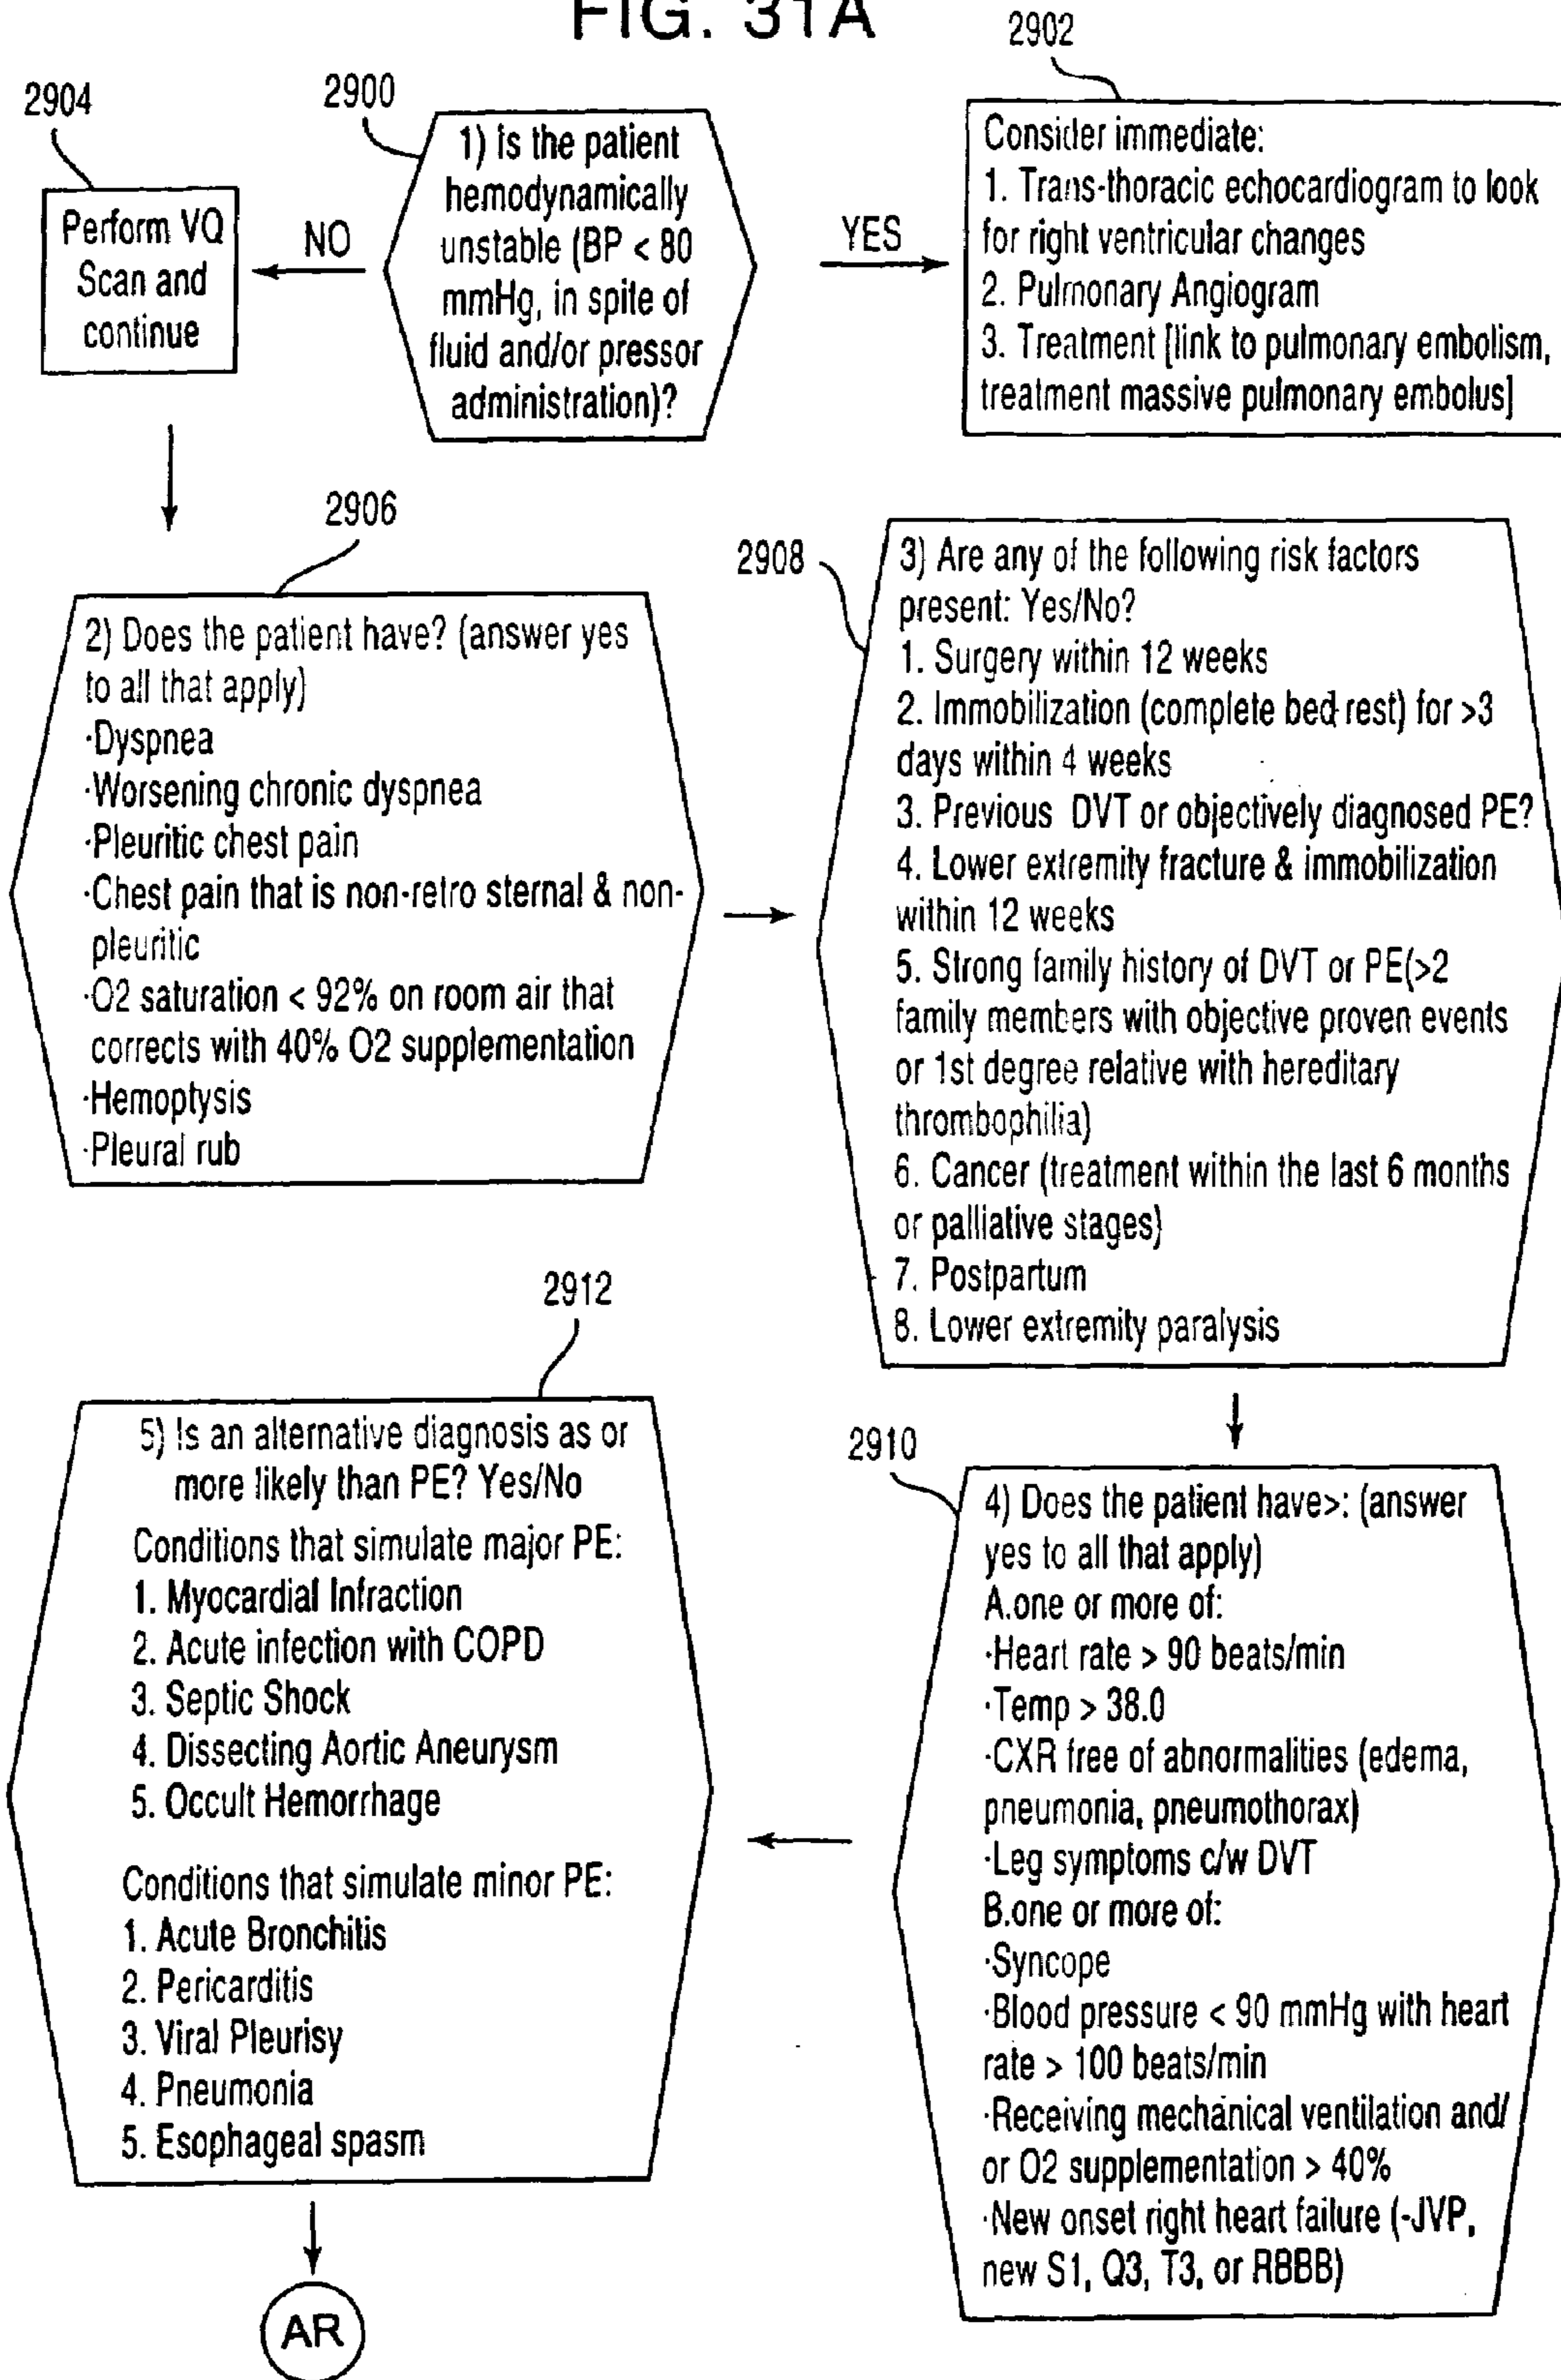 FIG. 31A
2902
2904
2900
1) Is the patient
hemodynamically
unstable (BP < 80
mmHg, in spite of
fluid and/or pressor
administration)?
NO
YES
Perform VQ
Scan and
continue
Consider immediate:
1. Trans-thoracic echocardiogram to look
for right ventricular changes
2. Pulmonary Angiogram
3. Treatment [link to pulmonary embolism,
treatment massive pulmonary embolus]
2906
2) Does the patient have? (answer yes
to all that apply)
·Dyspnea
·Worsening chronic dyspnea
·Pleuritic chest pain
·Chest pain that is non-retro sternal & non-
pleuritic
·O2 saturation < 92% on room air that
corrects with 40% O2 supplementation
·Hemoptysis
·Pleural rub
2908
3) Are any of the following risk factors
present: Yes/No?
1. Surgery within 12 weeks
2. Immobilization (complete bed rest) for >3
days within 4 weeks
3. Previous DVT or objectively diagnosed PE?
4. Lower extremity fracture & immobilization
within 12 weeks
5. Strong family history of DVT or PE(>2
family members with objective proven events
or 1st degree relative with hereditary
thrombophilia)
6. Cancer (treatment within the last 6 months
or palliative stages)
7. Postpartum
8. Lower extremity paralysis
2910
4) Does the patient have>: (answer
yes to all that apply)
A.one or more of:
·Heart rate > 90 beats/min
·Temp > 38.0
·CXR free of abnormalities (edema,
pneumonia, pneumothorax)
·Leg symptoms c/w DVT
B.one or more of:
·Syncope
·Blood pressure < 90 mmHg with heart
rate > 100 beats/min
·Receiving mechanical ventilation and/
or O2 supplementation > 40%
·New onset right heart failure (-JVP,
new S1, Q3, T3, or RBBB)
2912
5) Is an alternative diagnosis as or
more likely than PE? Yes/No
Conditions that simulate major PE:
1. Myocardial Infraction
2. Acute infection with COPD
3. Septic Shock
4. Dissecting Aortic Aneurysm
5. Occult Hemorrhage
Conditions that simulate minor PE:
1. Acute Bronchitis
2. Pericarditis
3. Viral Pleurisy
4. Pneumonia
5. Esophageal spasm
AR